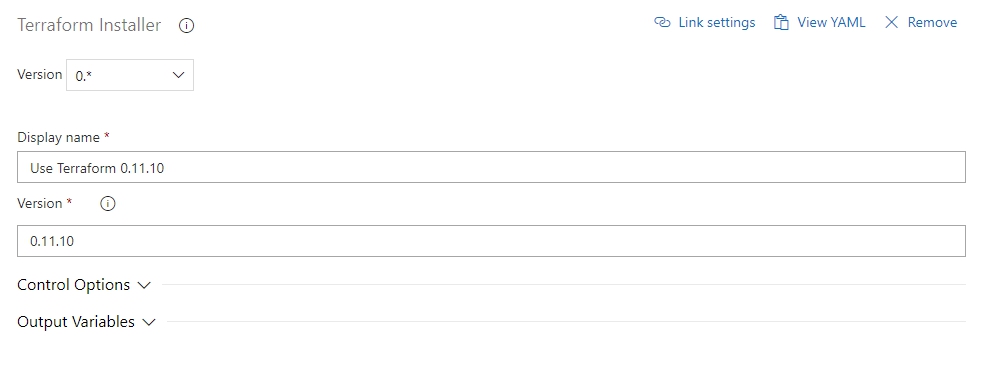 Terraform Installer
Link settings View YAML Remove
Version 0.*
Display name *
Use Terraform 0.11.10
Version *
0.11.10
Control Options
Output Variables